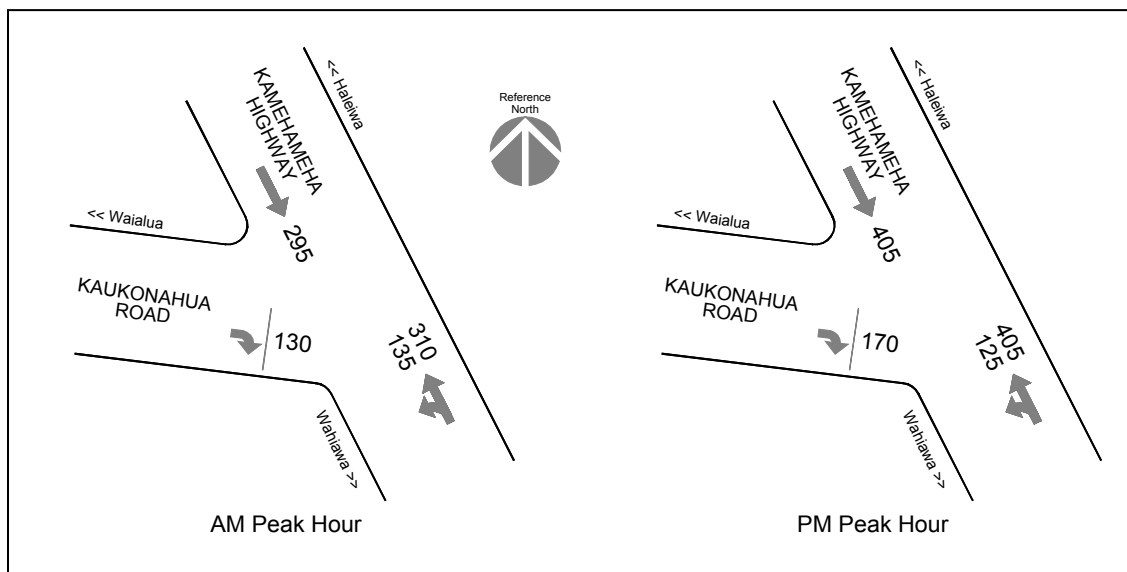 << Haleiwa
KAMEHAMEHA
HIGHWAY
295
<< Waialua
KAUKONAHUA
ROAD
130
310
135
Wahiawa >>
AM Peak Hour
Reference
North
<< Haleiwa
KAMEHAMEHA
HIGHWAY
405
<< Waialua
KAUKONAHUA
ROAD
170
405
125
Wahiawa >>
PM Peak Hour